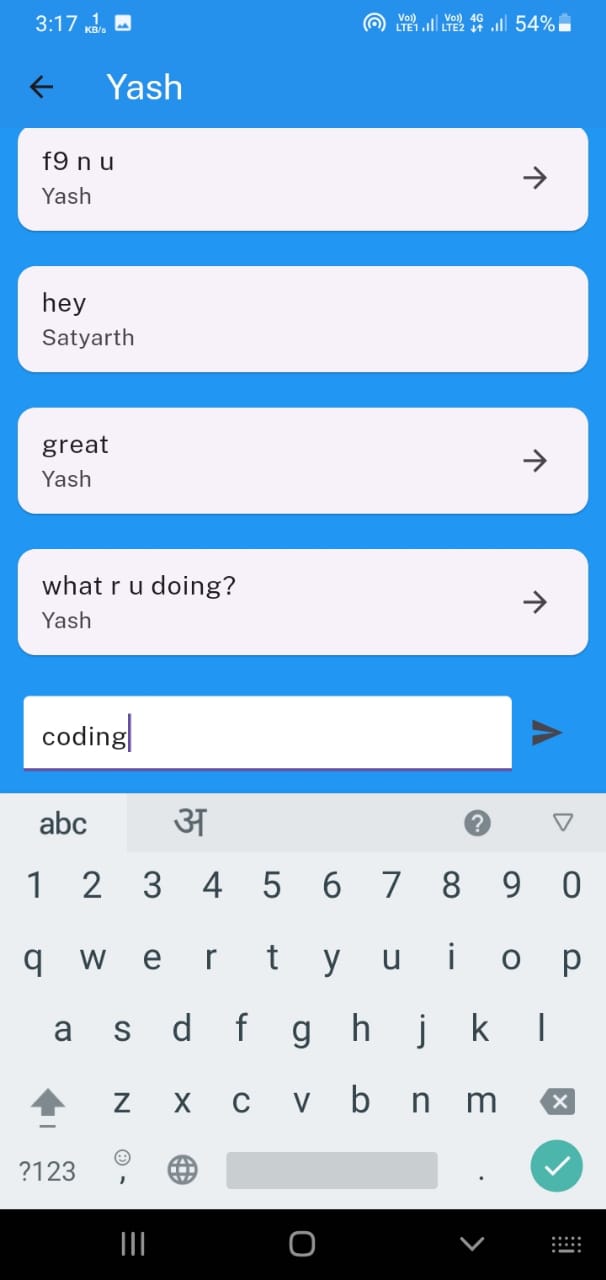 3:17 1 KB/s Vo)) LTE1 Vo)) LTE2 4G 54%
Yash
f9 n u
Yash
hey
Satyarth
great
Yash
what r u doing?
Yash
coding
abc अ ?
1 2 3 4 5 6 7 8 9 0
q w e r t y u i o p
a s d f g h j k l
z x c v b n m
?123 , .